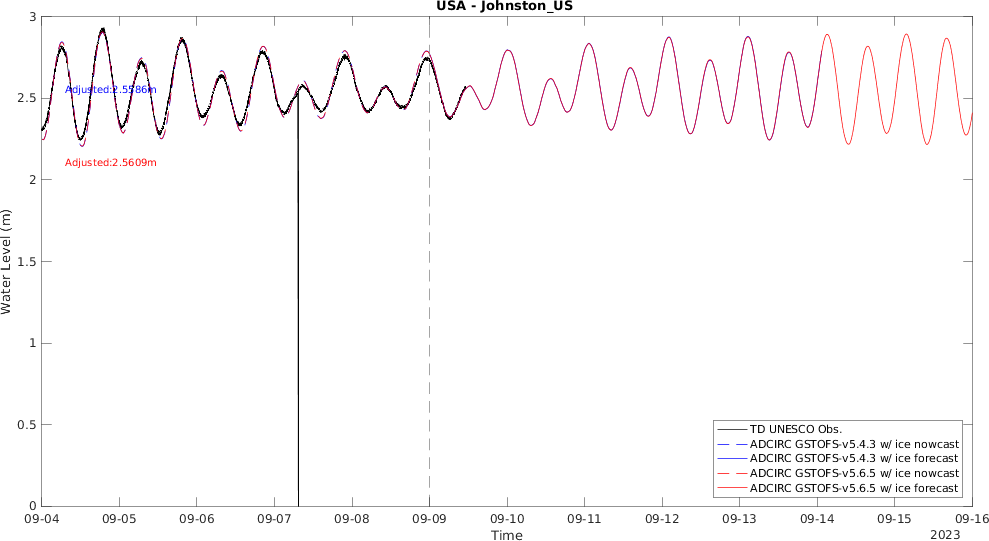 USA - Johnston_US
3
2.5
2
1.5
1
0.5
0
Water Level (m)
Adjusted:2.5586m
Adjusted:2.5609m
TD UNESCO Obs.
ADCIRC GSTOFS-v5.4.3 w/ ice nowcast
ADCIRC GSTOFS-v5.4.3 w/ ice forecast
ADCIRC GSTOFS-v5.6.5 w/ ice nowcast
ADCIRC GSTOFS-v5.6.5 w/ ice forecast
09-04 09-05 09-06 09-07 09-08 09-09 09-10 09-11 09-12 09-13 09-14 09-15 09-16
Time
2023